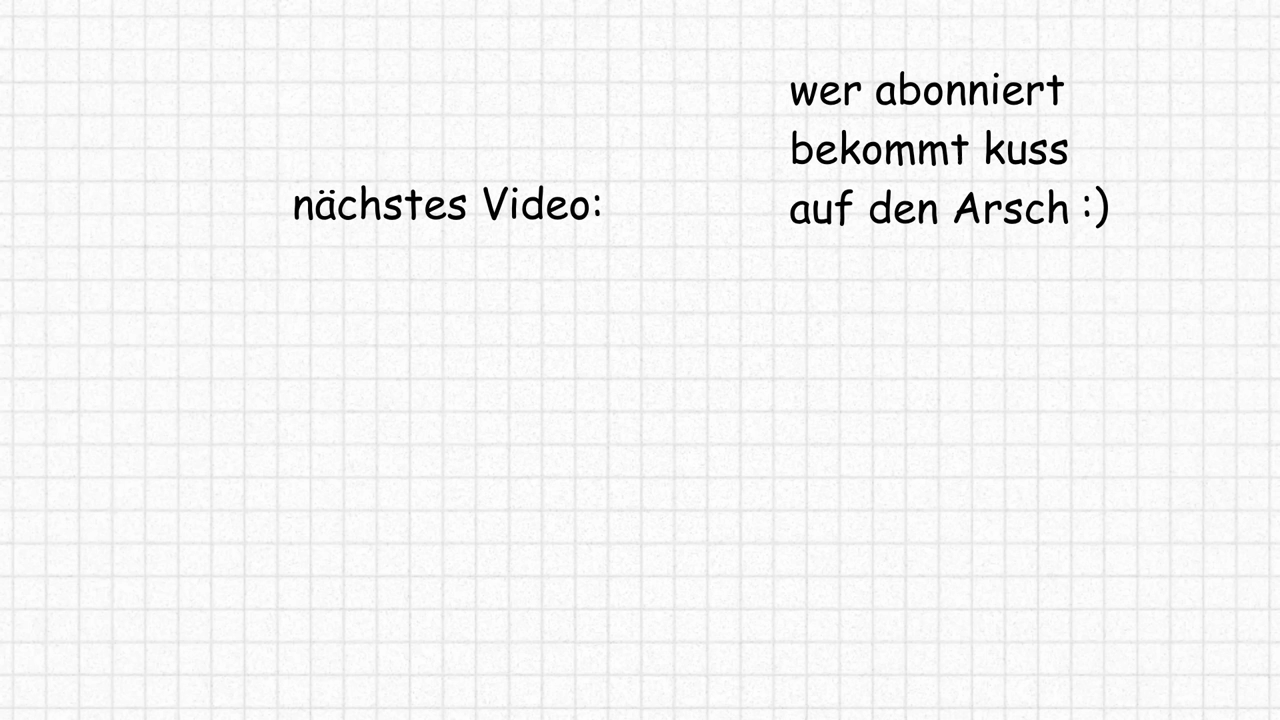 nächstes Video:
wer abonniert
bekommt kuss
auf den Arsch :)